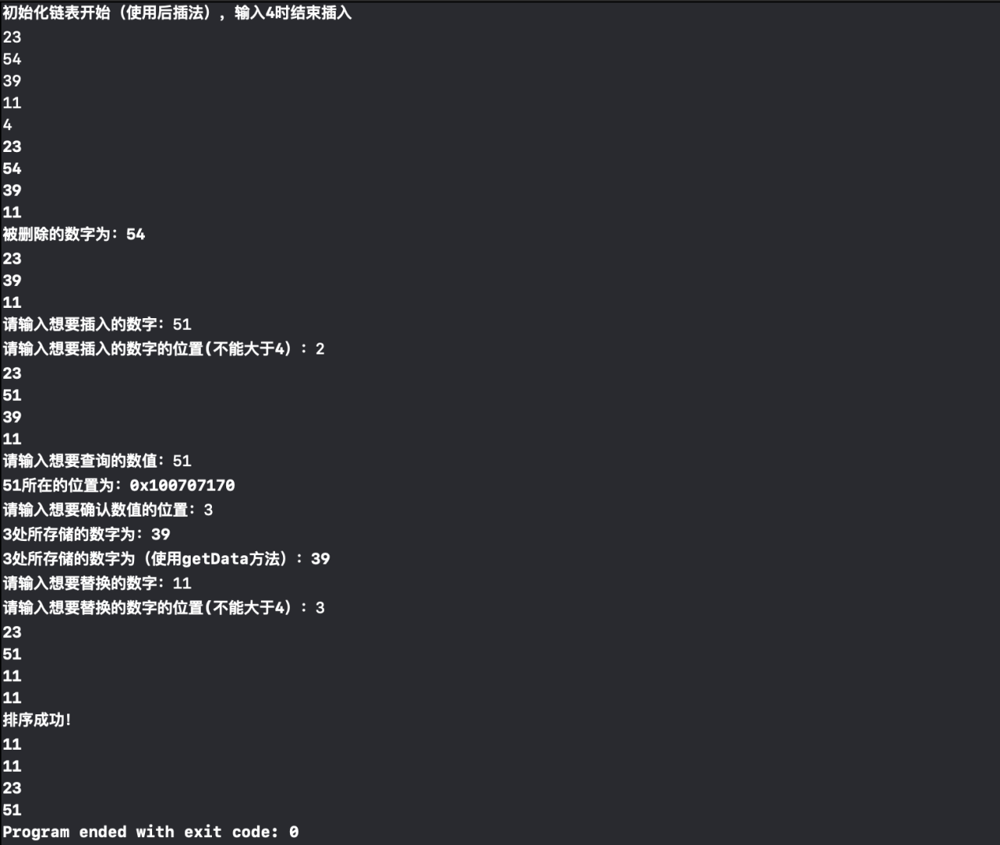 初始化链表开始（使用后插法），输入4时结束插入
23
54
39
11
4
23
54
39
11
被删除的数字为：54
23
39
11
请输入想要插入的数字：51
请输入想要插入的数字的位置(不能大于4）：2
23
51
39
11
请输入想要查询的数值：51
51所在的位置为：0x100707170
请输入想要确认数值的位置：3
3处所存储的数字为：39
3处所存储的数字为（使用getData方法）：39
请输入想要替换的数字：11
请输入想要替换的数字的位置(不能大于4）：3
23
51
11
11
排序成功！
11
11
23
51
Program ended with exit code: 0